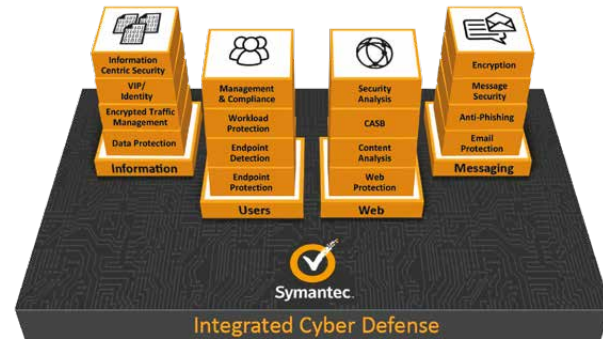 Information
Centric Security
VIP/
Identity
Encrypted Traffic
Management
Data Protection
Information
Management
& Compliance
Workload
Protection
Endpoint
Detection
Endpoint
Protection
Users
Security
Analysis
CASB
Content
Analysis
Web
Protection
Web
Encryption
Message
Security
Anti-Phishing
Email
Protection
Messaging
Symantec.
Integrated Cyber Defense